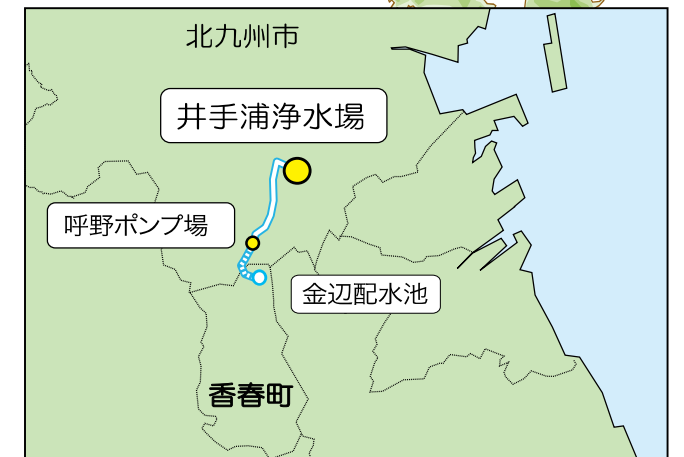 北九州市
井手浦浄水場
呼野ポンプ場
金辺配水池
香春町